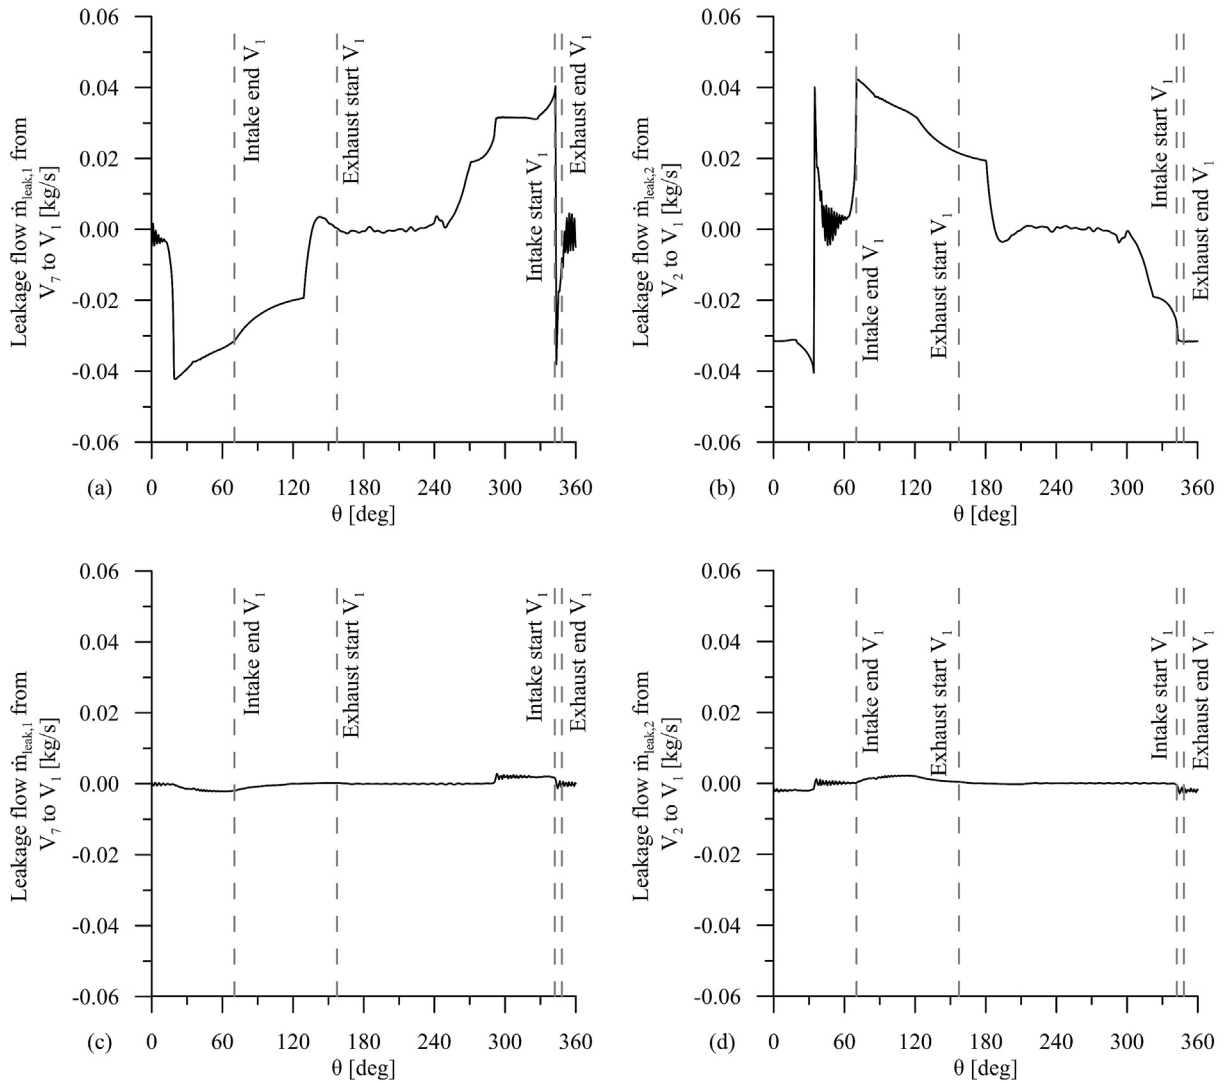 0.06
0.04
0.02
0.00
-0.02
-0.04
-0.06
Leakage flow ṁleak,1 from
V7 to V1 [kg/s]
Intake end V1
Exhaust start V1
Intake start V1
Exhaust end V1
(a)
0 60 120 180 240 300 360
θ [deg]
0.06
0.04
0.02
0.00
-0.02
-0.04
-0.06
Leakage flow ṁleak,2 from
V2 to V1 [kg/s]
Intake end V1
Exhaust start V1
Intake start V1
Exhaust end V1
(b)
0 60 120 180 240 300 360
θ [deg]
0.06
0.04
0.02
0.00
-0.02
-0.04
-0.06
Leakage flow ṁleak,1 from
V7 to V1 [kg/s]
Intake end V1
Exhaust start V1
Intake start V1
Exhaust end V1
(c)
0 60 120 180 240 300 360
θ [deg]
0.06
0.04
0.02
0.00
-0.02
-0.04
-0.06
Leakage flow ṁleak,2 from
V2 to V1 [kg/s]
Intake end V1
Exhaust start V1
Intake start V1
Exhaust end V1
(d)
0 60 120 180 240 300 360
θ [deg]